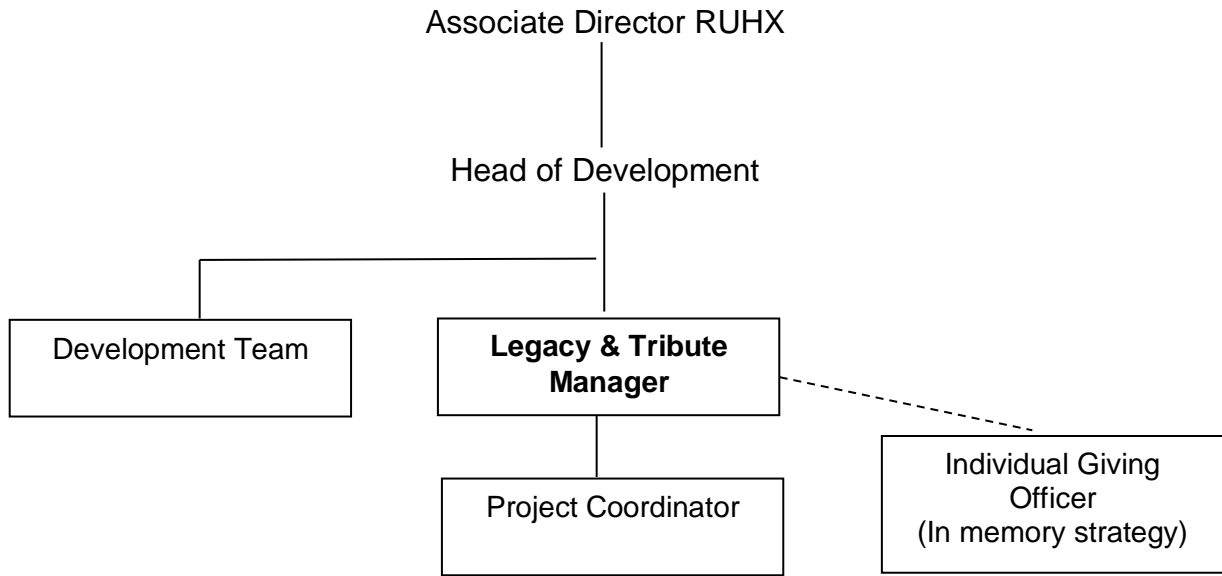 Associate Director RUHX
Head of Development
Development Team
Legacy & Tribute
Manager
Project Coordinator
Individual Giving
Officer
(In memory strategy)